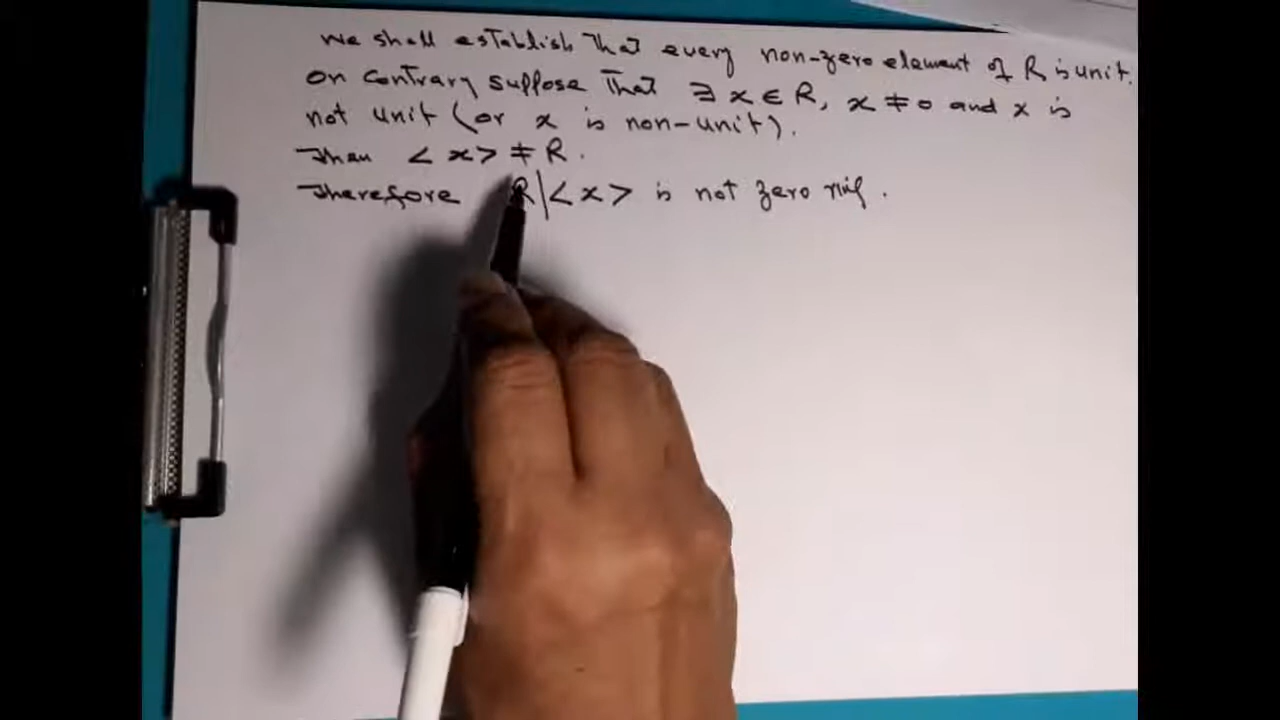 We shall establish that every non-zero element of R is unit.
On contrary suppose that ∃ x ∈ R, x ≠ 0 and x is
not unit (or x is non-unit).
Then < x > ≠ R.
Therefore R|< x > is not zero ring.